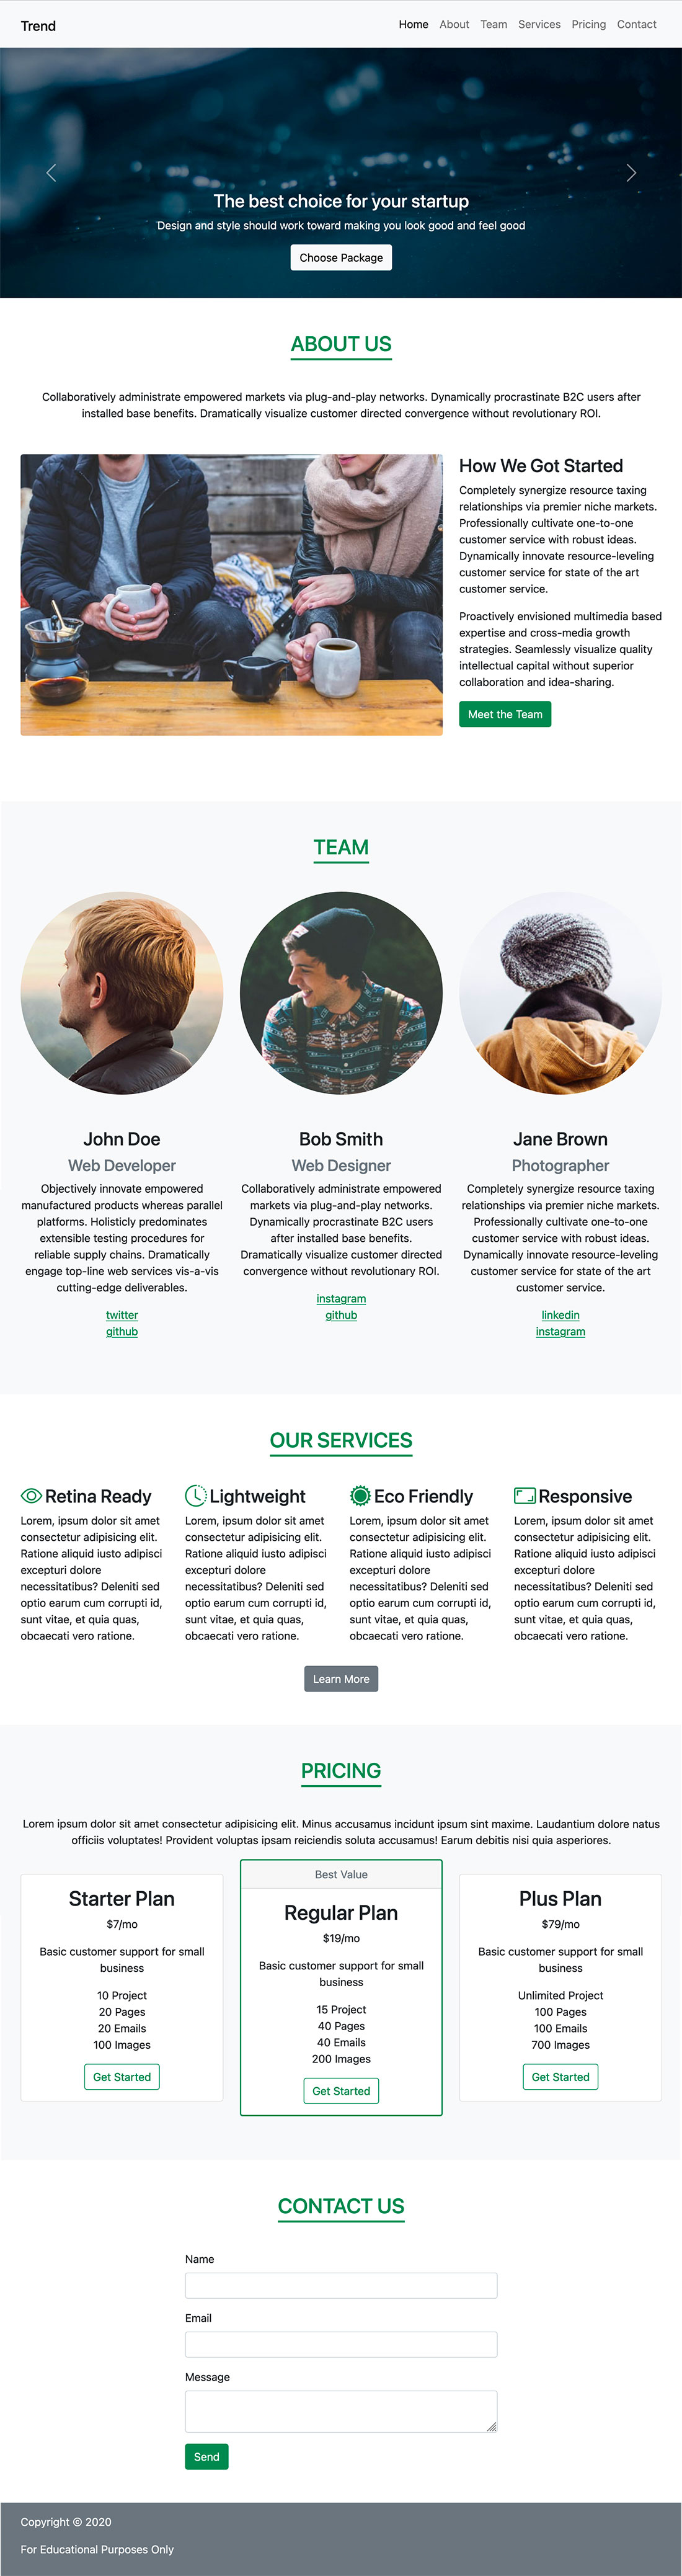 Trend
Home About Team Services Pricing Contact
The best choice for your startup
Design and style should work toward making you look good and feel good
Choose Package
ABOUT US
Collaboratively administrate empowered markets via plug-and-play networks. Dynamically procrastinate B2C users after
installed base benefits. Dramatically visualize customer directed convergence without revolutionary ROI.
How We Got Started
Completely synergize resource taxing
relationships via premier niche markets.
Professionally cultivate one-to-one
customer service with robust ideas.
Dynamically innovate resource-leveling
customer service for state of the art
customer service.
Proactively envisioned multimedia based
expertise and cross-media growth
strategies. Seamlessly visualize quality
intellectual capital without superior
collaboration and idea-sharing.
Meet the Team
TEAM
John Doe
Web Developer
Objectively innovate empowered
manufactured products whereas parallel
platforms. Holisticly predominates
extensible testing procedures for
reliable supply chains. Dramatically
engage top-line web services vis-a-vis
cutting-edge deliverables.
twitter
github
Bob Smith
Web Designer
Collaboratively administrate empowered
markets via plug-and-play networks.
Dynamically procrastinate B2C users
after installed base benefits.
Dramatically visualize customer directed
convergence without revolutionary ROI.
instagram
github
Jane Brown
Photographer
Completely synergize resource taxing
relationships via premier niche markets.
Professionally cultivate one-to-one
customer service with robust ideas.
Dynamically innovate resource-leveling
customer service for state of the art
customer service.
linkedin
instagram
OUR SERVICES
Retina Ready
Lorem, ipsum dolor sit amet
consectetur adipisicing elit.
Ratione aliquid iusto adipisci
excepturi dolore
necessitatibus? Deleniti sed
optio earum cum corrupti id,
sunt vitae, et quia quas,
obcaecati vero ratione.
Lightweight
Lorem, ipsum dolor sit amet
consectetur adipisicing elit.
Ratione aliquid iusto adipisci
excepturi dolore
necessitatibus? Deleniti sed
optio earum cum corrupti id,
sunt vitae, et quia quas,
obcaecati vero ratione.
Eco Friendly
Lorem, ipsum dolor sit amet
consectetur adipisicing elit.
Ratione aliquid iusto adipisci
excepturi dolore
necessitatibus? Deleniti sed
optio earum cum corrupti id,
sunt vitae, et quia quas,
obcaecati vero ratione.
Responsive
Lorem, ipsum dolor sit amet
consectetur adipisicing elit.
Ratione aliquid iusto adipisci
excepturi dolore
necessitatibus? Deleniti sed
optio earum cum corrupti id,
sunt vitae, et quia quas,
obcaecati vero ratione.
Learn More
PRICING
Lorem ipsum dolor sit amet consectetur adipisicing elit. Minus accusamus incidunt ipsum sint maxime. Laudantium dolore natus
officiis voluptates! Provident voluptas ipsam reiciendis soluta accusamus! Earum debitis nisi quia asperiores.
Starter Plan
$7/mo
Basic customer support for small
business
10 Project
20 Pages
20 Emails
100 Images
Get Started
Best Value
Regular Plan
$19/mo
Basic customer support for small
business
15 Project
40 Pages
40 Emails
200 Images
Get Started
Plus Plan
$79/mo
Basic customer support for small
business
Unlimited Project
100 Pages
100 Emails
700 Images
Get Started
CONTACT US
Name
Email
Message
Send
Copyright © 2020
For Educational Purposes Only